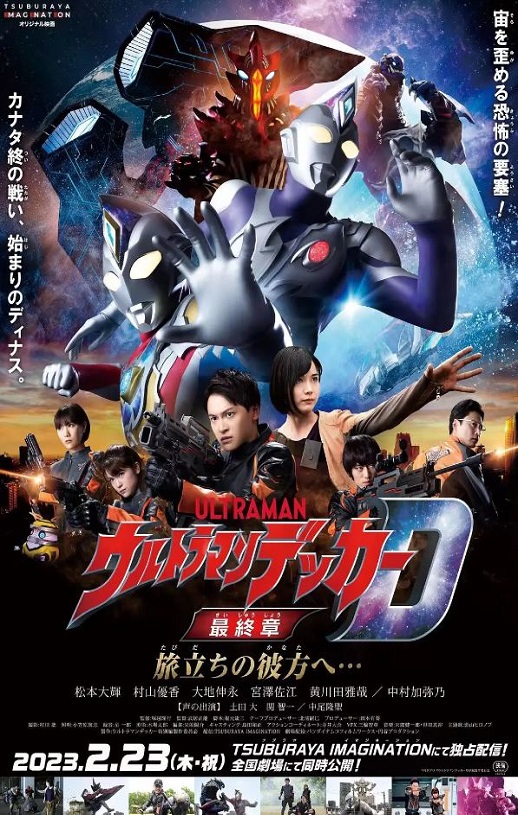 TSUBURAYA
IMAGINATION
オリジナル映画
宙を歪める恐怖の要塞！
カナタ終の戦い、始まりのディナス。
ULTRAMAN
ウルトラマンデッカー
最終章
旅立ちの彼方へ…
松本大輝 村山優香 大地伸永 宮澤佐江 黄川田雅哉／中村加弥乃
【声の出演】 土田 大 関 智一／中尾隆聖
2023.2.23(木・祝)
TSUBURAYA IMAGINATIONにて独占配信！
全国劇場にて同時公開！